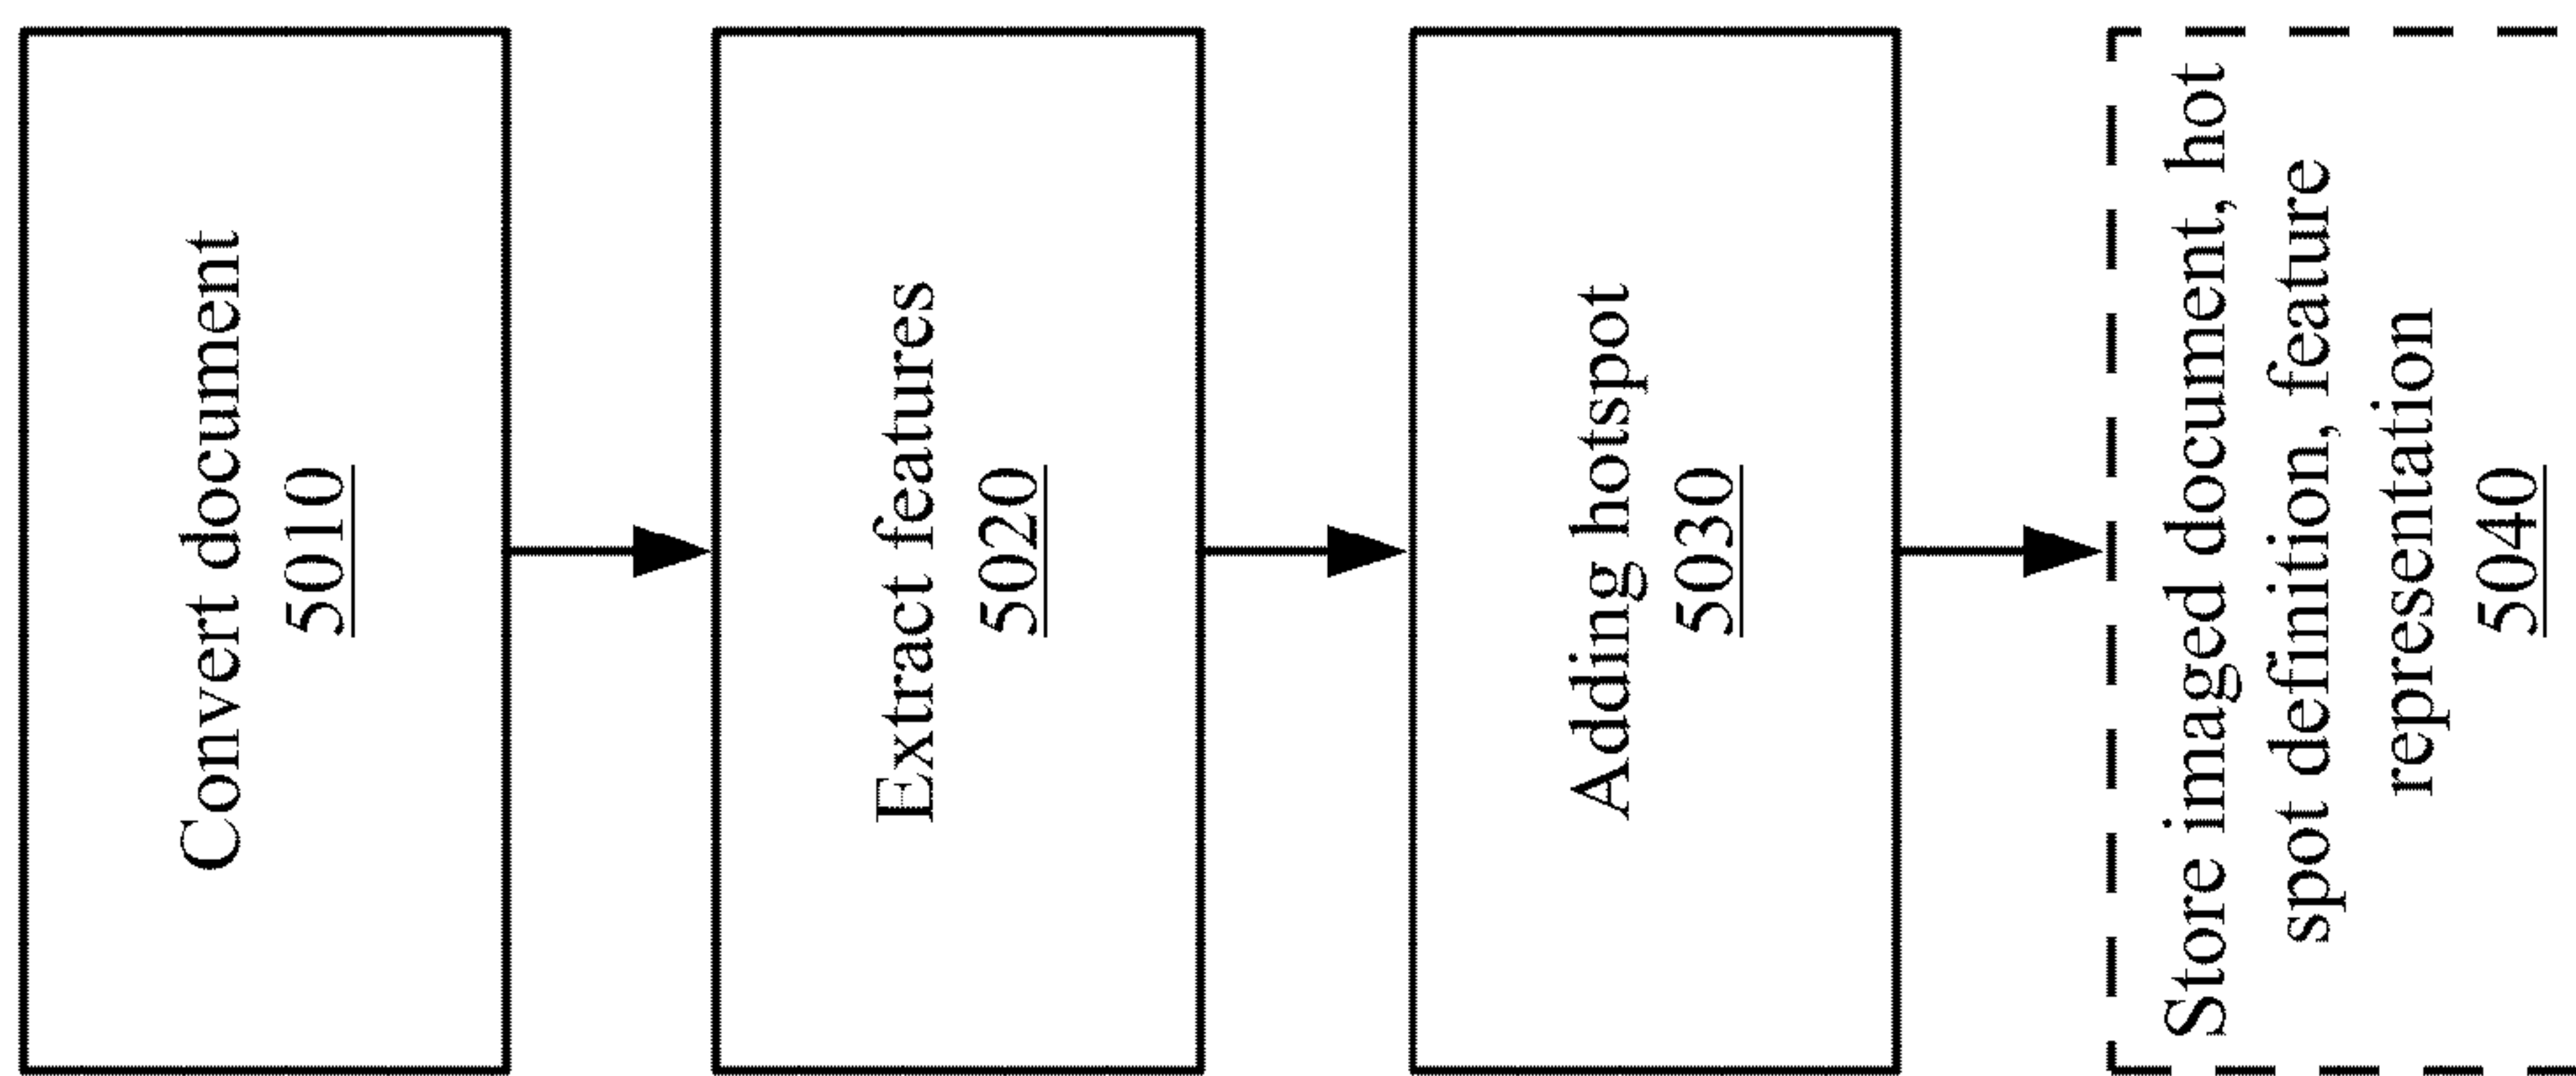 Convert document
5010
Extract features
5020
Adding hotspot
5030
Store imaged document, hot
spot definition, feature
representation
5040